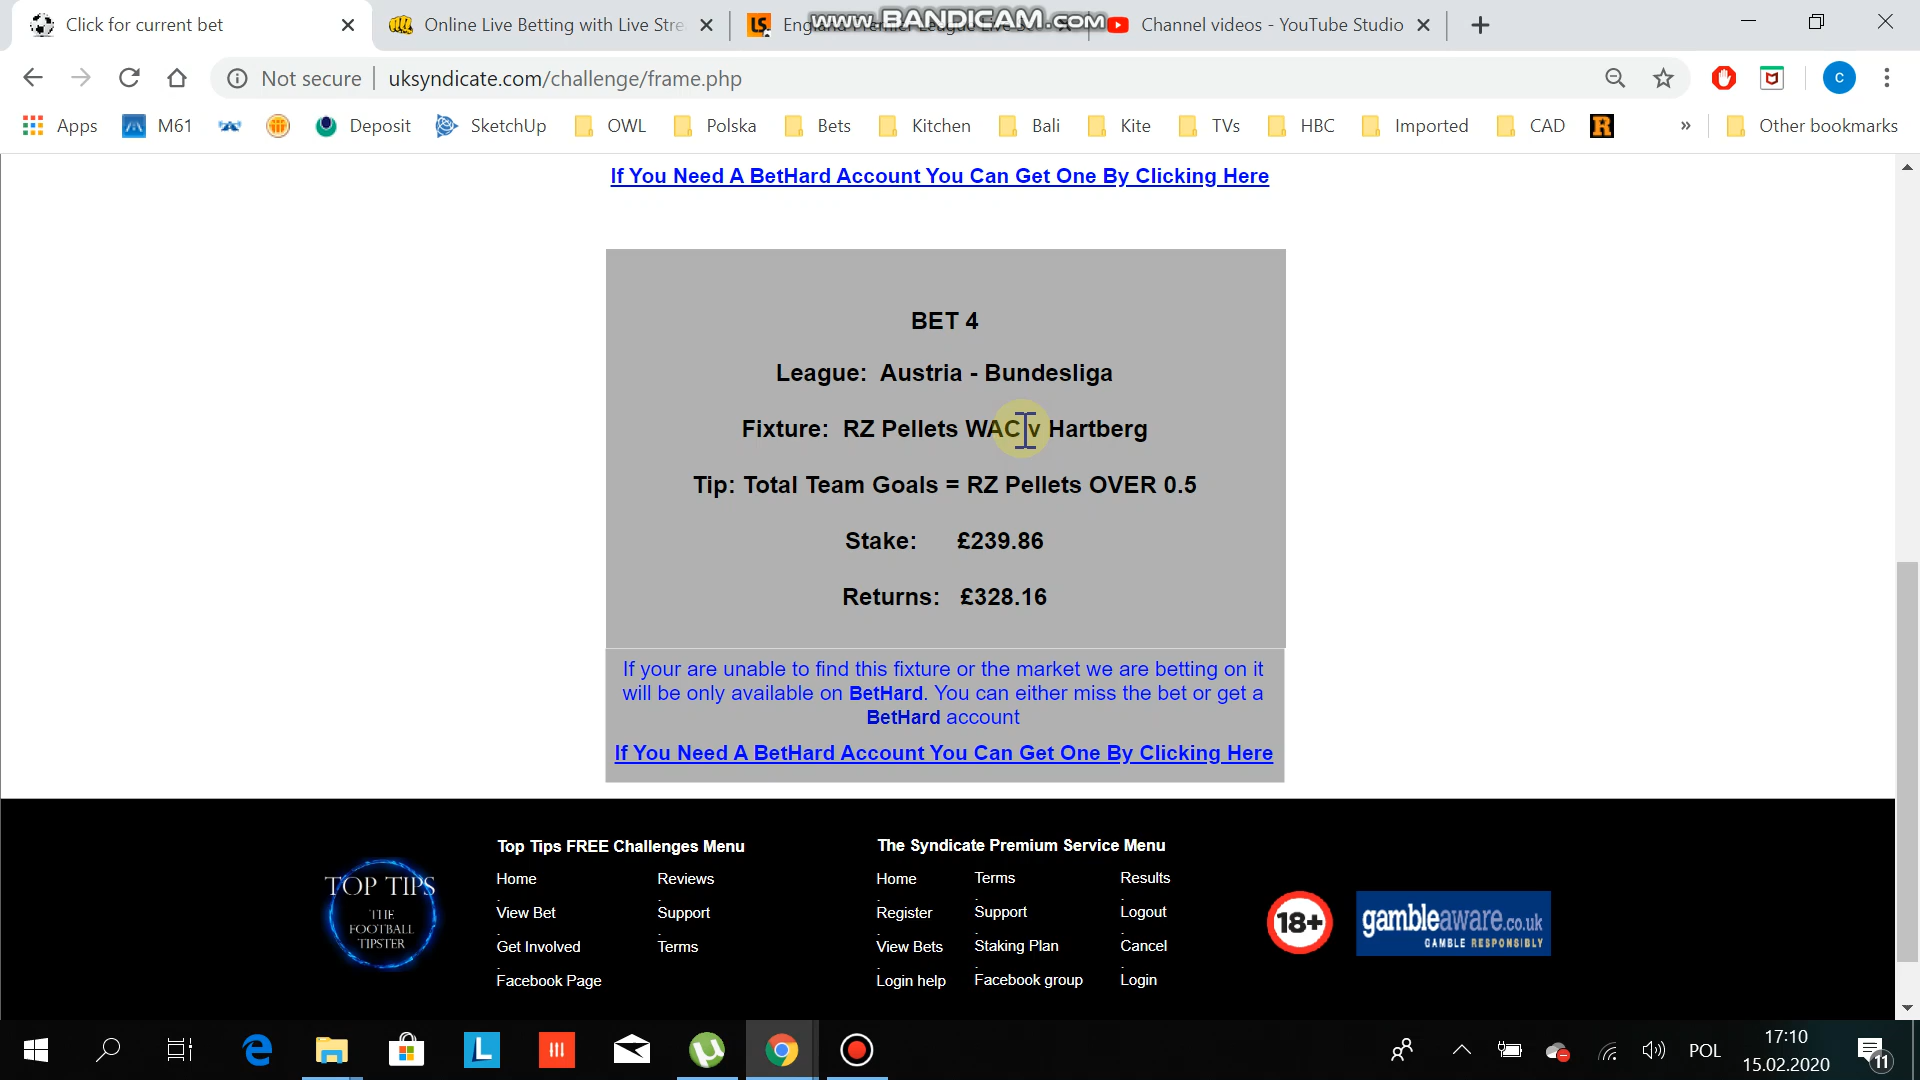 Click for current bet
Online Live Betting with Live Stre
www.BANDICAM.com
Channel videos - YouTube Studio
Not secure
uksyndicate.com/challenge/frame.php
Apps
M61
Deposit
SketchUp
OWL
Polska
Bets
Kitchen
Bali
Kite
TVs
HBC
Imported
CAD
R
»
Other bookmarks
If You Need A BetHard Account You Can Get One By Clicking Here
BET 4
League: Austria - Bundesliga
Fixture: RZ Pellets WAC v Hartberg
Tip: Total Team Goals = RZ Pellets OVER 0.5
Stake: £239.86
Returns: £328.16
If your are unable to find this fixture or the market we are betting on it
will be only available on BetHard. You can either miss the bet or get a
BetHard account
If You Need A BetHard Account You Can Get One By Clicking Here
TOP TIPS
THE
FOOTBALL
TIPSTER
Top Tips FREE Challenges Menu
Home
Reviews
View Bet
Support
Get Involved
Terms
Facebook Page
The Syndicate Premium Service Menu
Home
Terms
Results
Register
Support
Logout
View Bets
Staking Plan
Cancel
Login help
Facebook group
Login
18+
gambleaware.co.uk
GAMBLE RESPONSIBLY
POL
17:10
15.02.2020
11